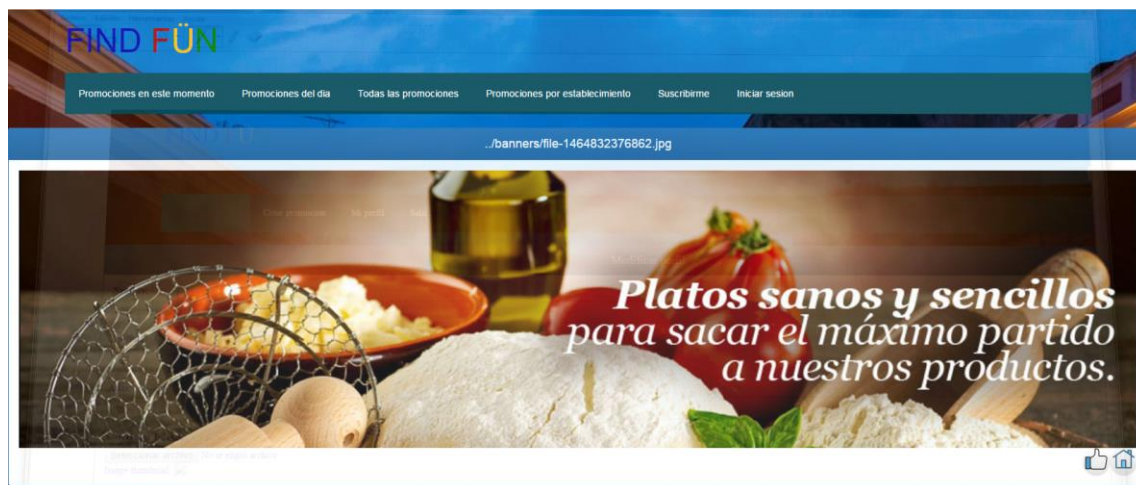 FIND FÜN
Promociones en este momento Promociones del dia Todas las promociones Promociones por establecimiento Suscribirme Iniciar sesion
../banners/file-1464832376862.jpg
Platos sanos y sencillos
para sacar el máximo partido
a nuestros productos.